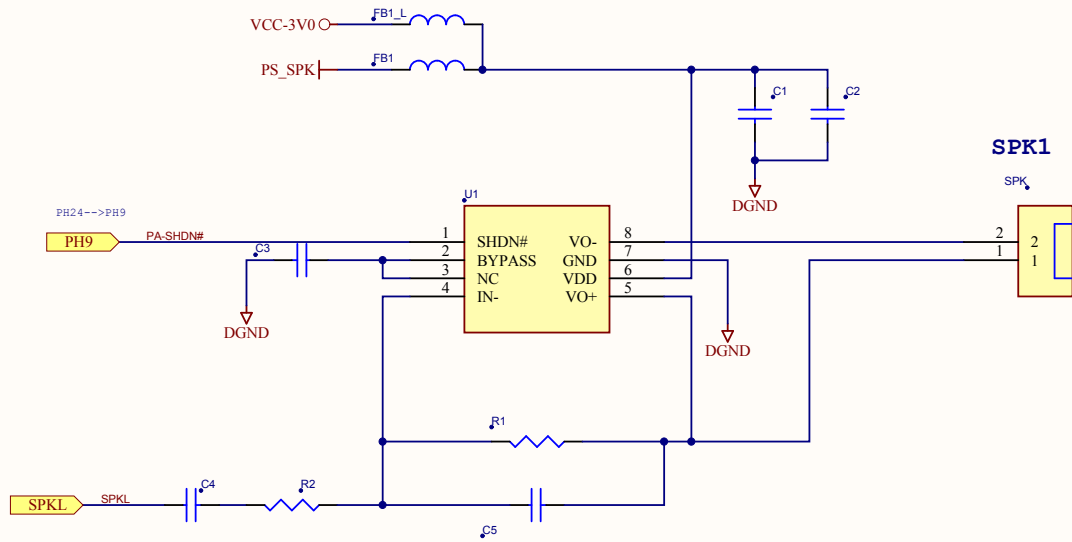 FB1_L
VCC-3V0
FB1
PS_SPK
C1
C2
DGND
SPK1
SPK
U1
PH24-->PH9
PH9
PA-SHDN#
C3
DGND
1
2
3
4
SHDN#
BYPASS
NC
IN-
VO-
GND
VDD
VO+
8
7
6
5
DGND
2
1
2
1
R1
SPKL
SPKL
C4
R2
C5